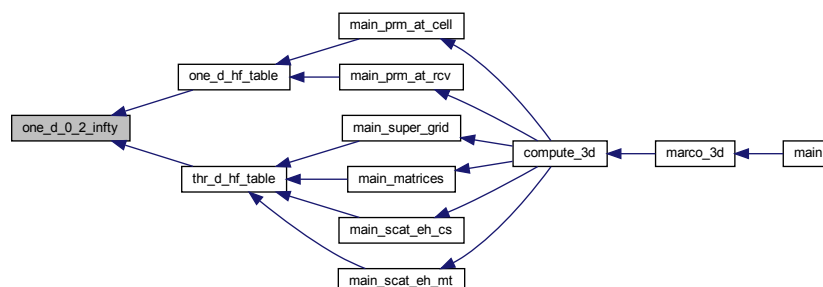 main_prm_at_cell
one_d_hf_table
main_prm_at_rcv
one_d_0_2_infty
main_super_grid
compute_3d
marco_3d
main
thr_d_hf_table
main_matrices
main_scat_eh_cs
main_scat_eh_mt